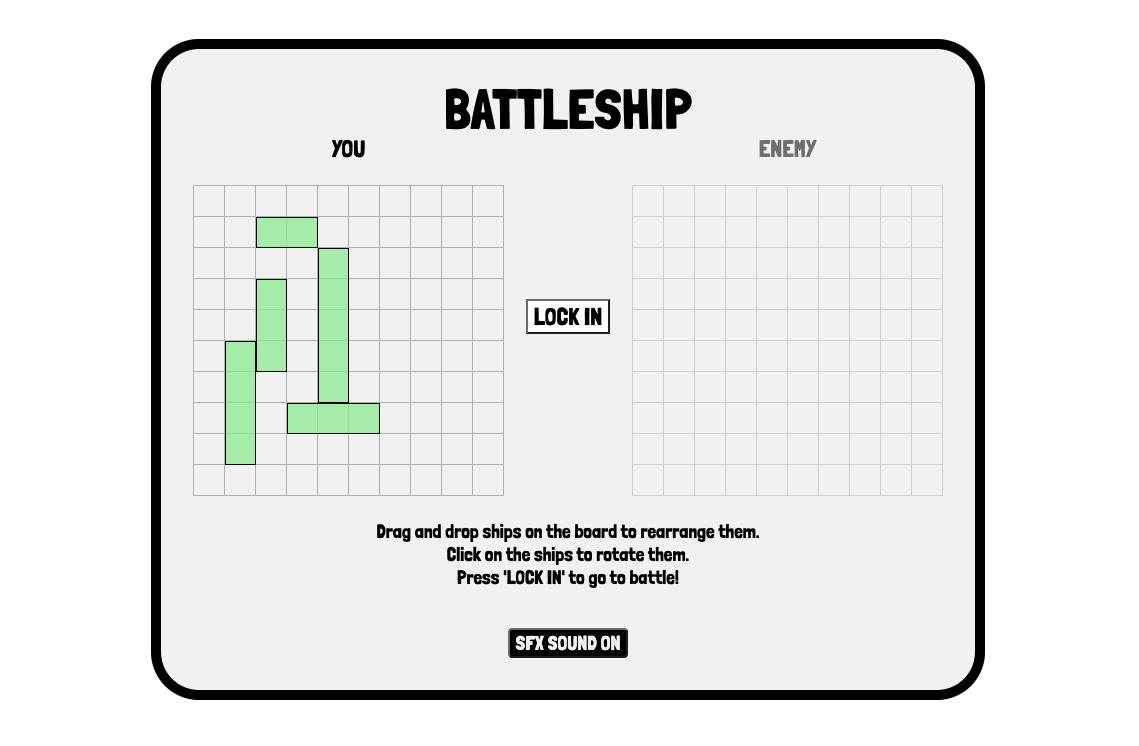 BATTLESHIP
YOU
ENEMY
LOCK IN
Drag and drop ships on the board to rearrange them.
Click on the ships to rotate them.
Press 'LOCK IN' to go to battle!
SFX SOUND ON